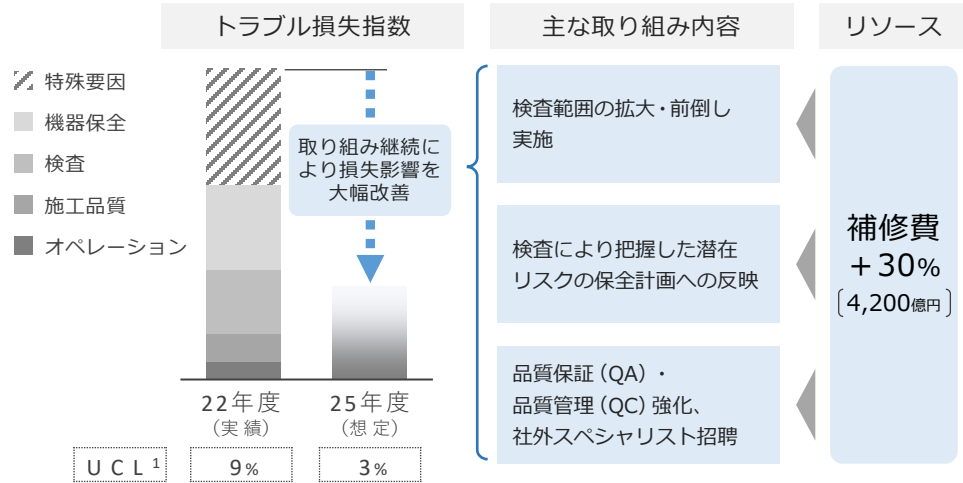 トラブル損失指数
主な取り組み内容
リソース
特殊要因
機器保全
検査
施工品質
オペレーション
取り組み継続に
より損失影響を
大幅改善
22年度
(実績)
25年度
(想定)
UCL1
9%
3%
検査範囲の拡大・前倒し
実施
検査により把握した潜在
リスクの保全計画への反映
品質保証(QA)・
品質管理(QC)強化、
社外スペシャリスト招聘
補修費
+30%
〔4,200億円〕